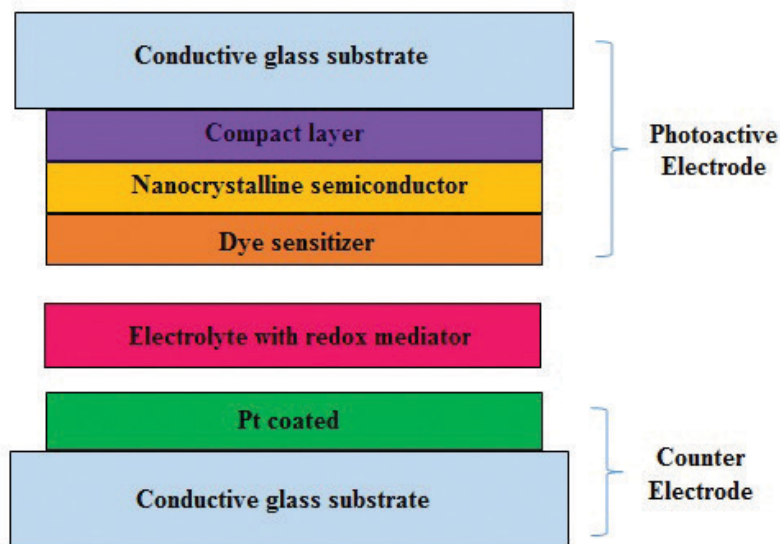 Conductive glass substrate
Compact layer
Nanocrystalline semiconductor
Dye sensitizer
Photoactive
Electrode
Electrolyte with redox mediator
Pt coated
Conductive glass substrate
Counter
Electrode